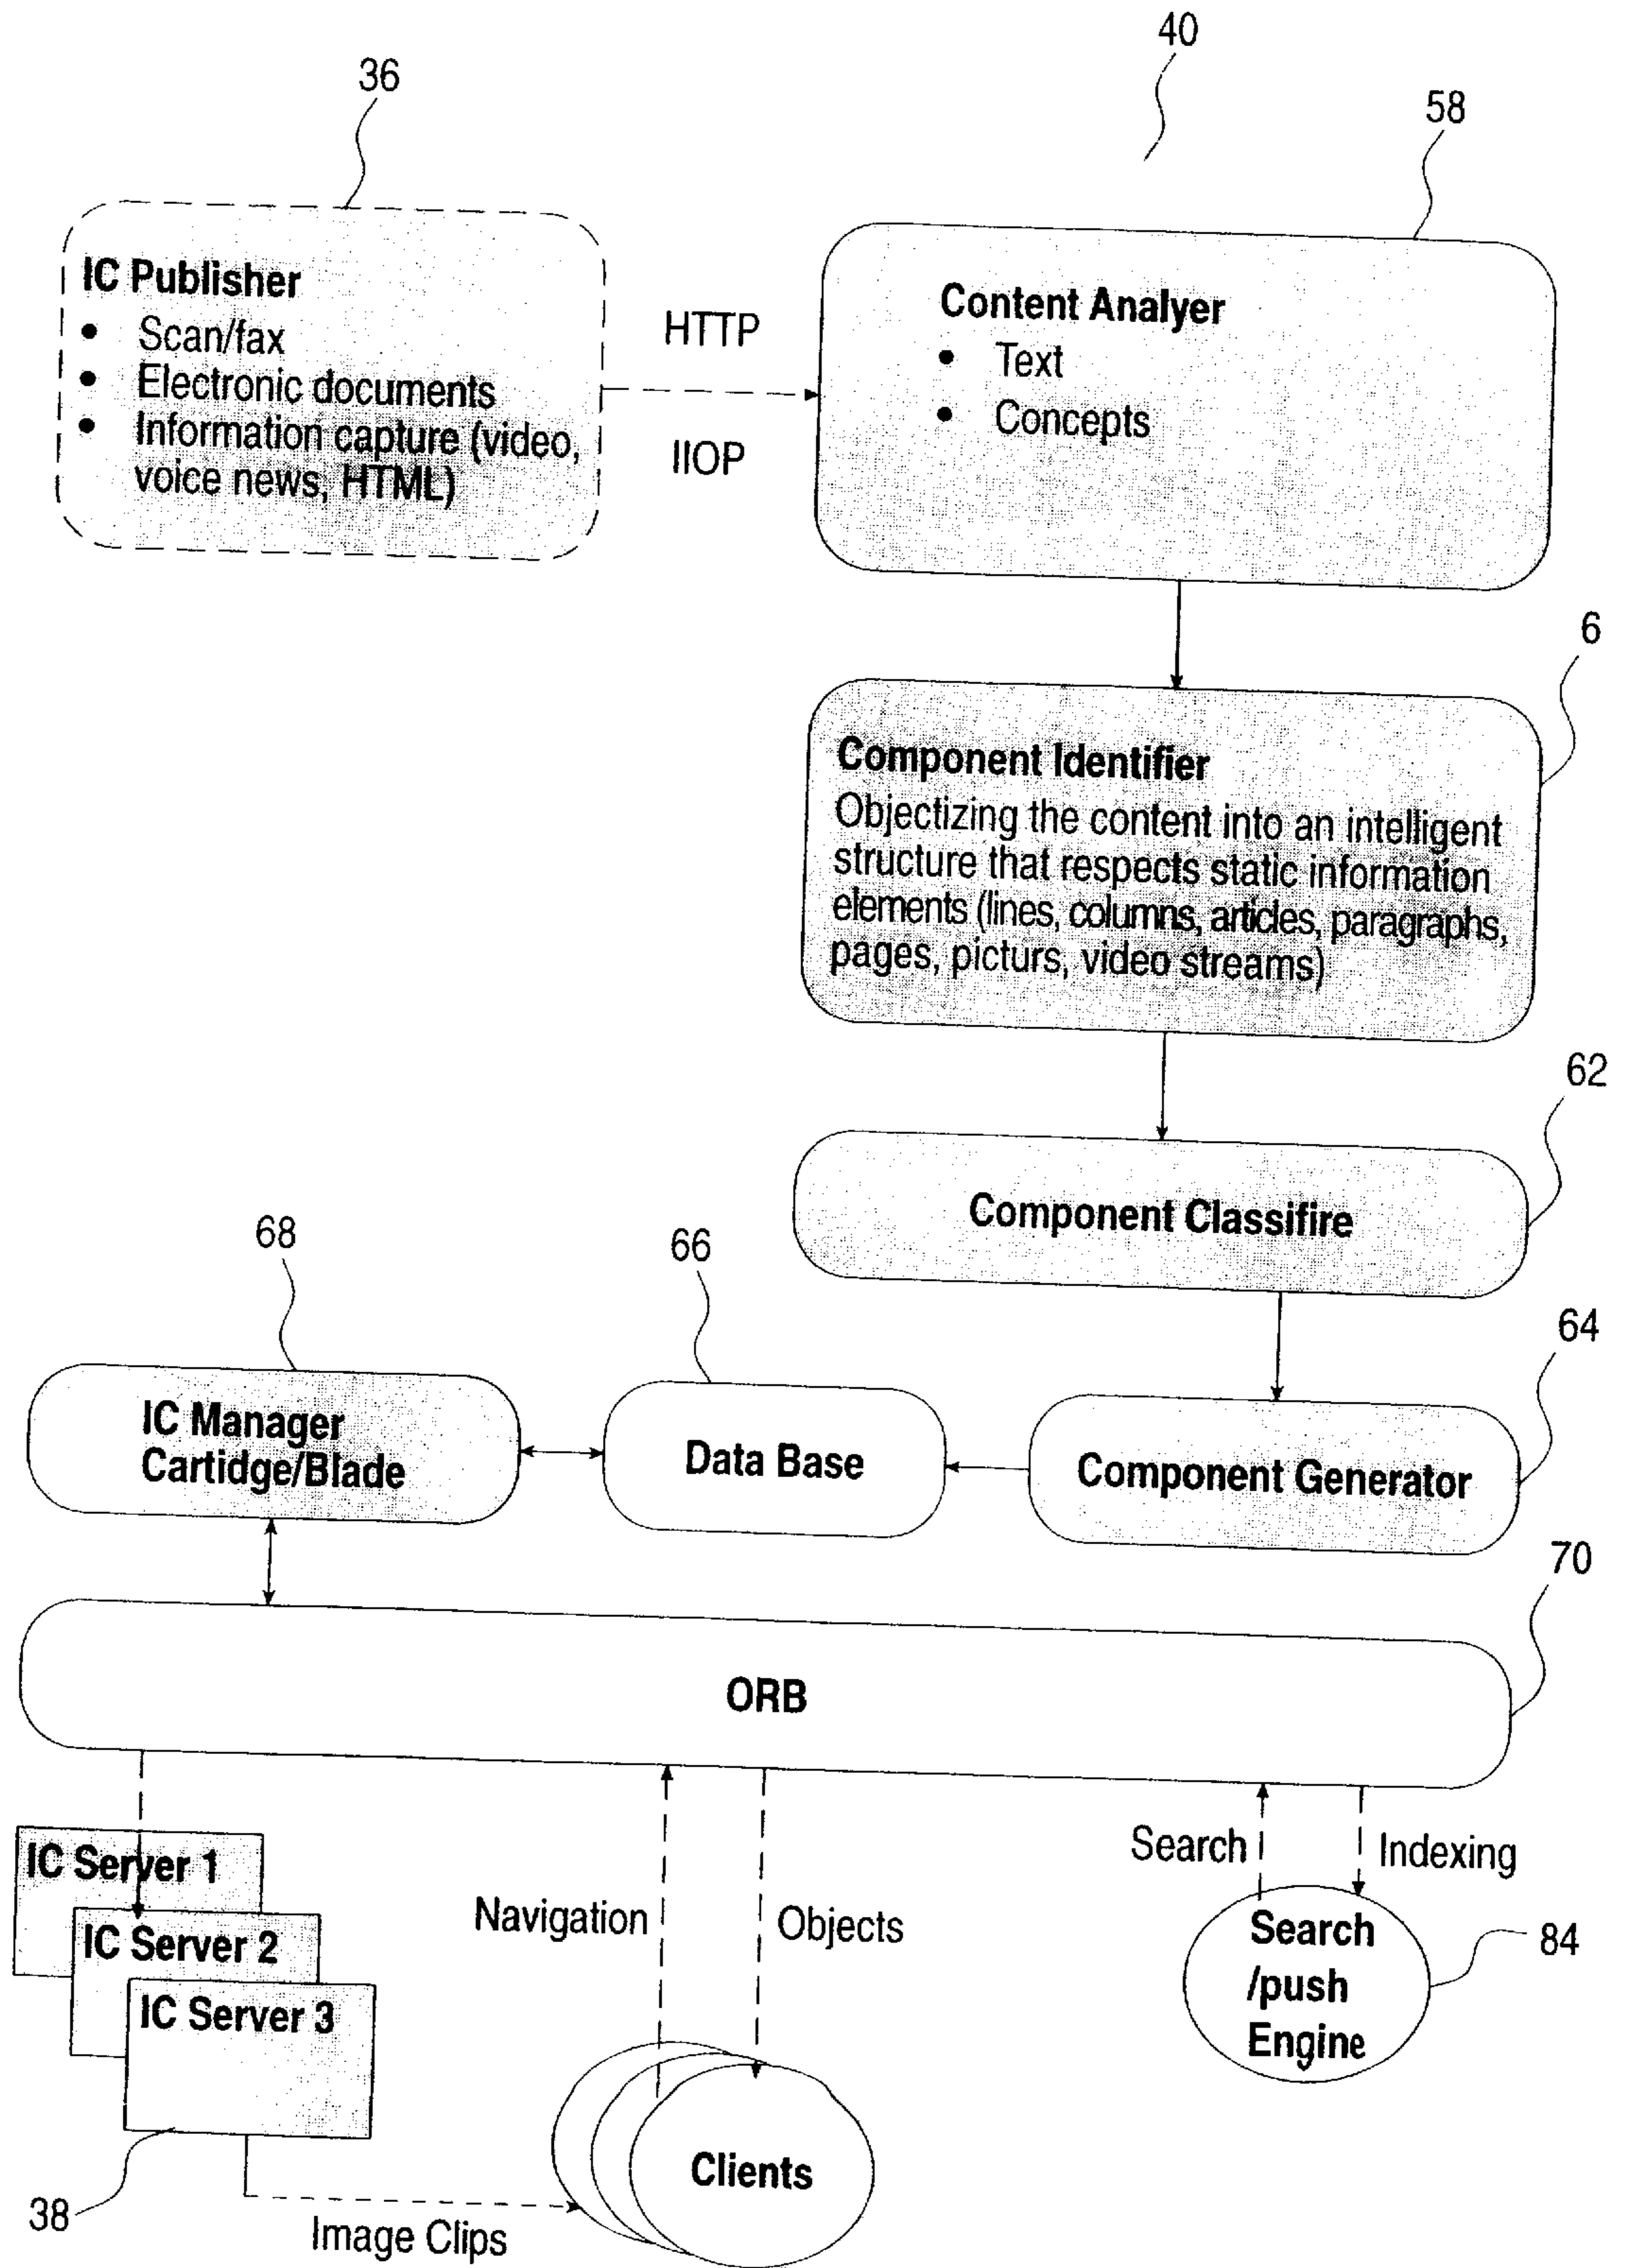 40
36
58
IC Publisher
• Scan/fax
• Electronic documents
• Information capture (video,
voice news, HTML)
HTTP
IIOP
Content Analyer
• Text
• Concepts
6
Component Identifier
Objectizing the content into an intelligent
structure that respects static information
elements (lines, columns, articles, paragraphs,
pages, picturs, video streams)
62
Component Classifire
68
66
64
IC Manager
Cartidge/Blade
Data Base
Component Generator
70
ORB
IC Server 1
IC Server 2
IC Server 3
Navigation
Objects
Search
Indexing
Search
/push
Engine
84
Clients
38
Image Clips